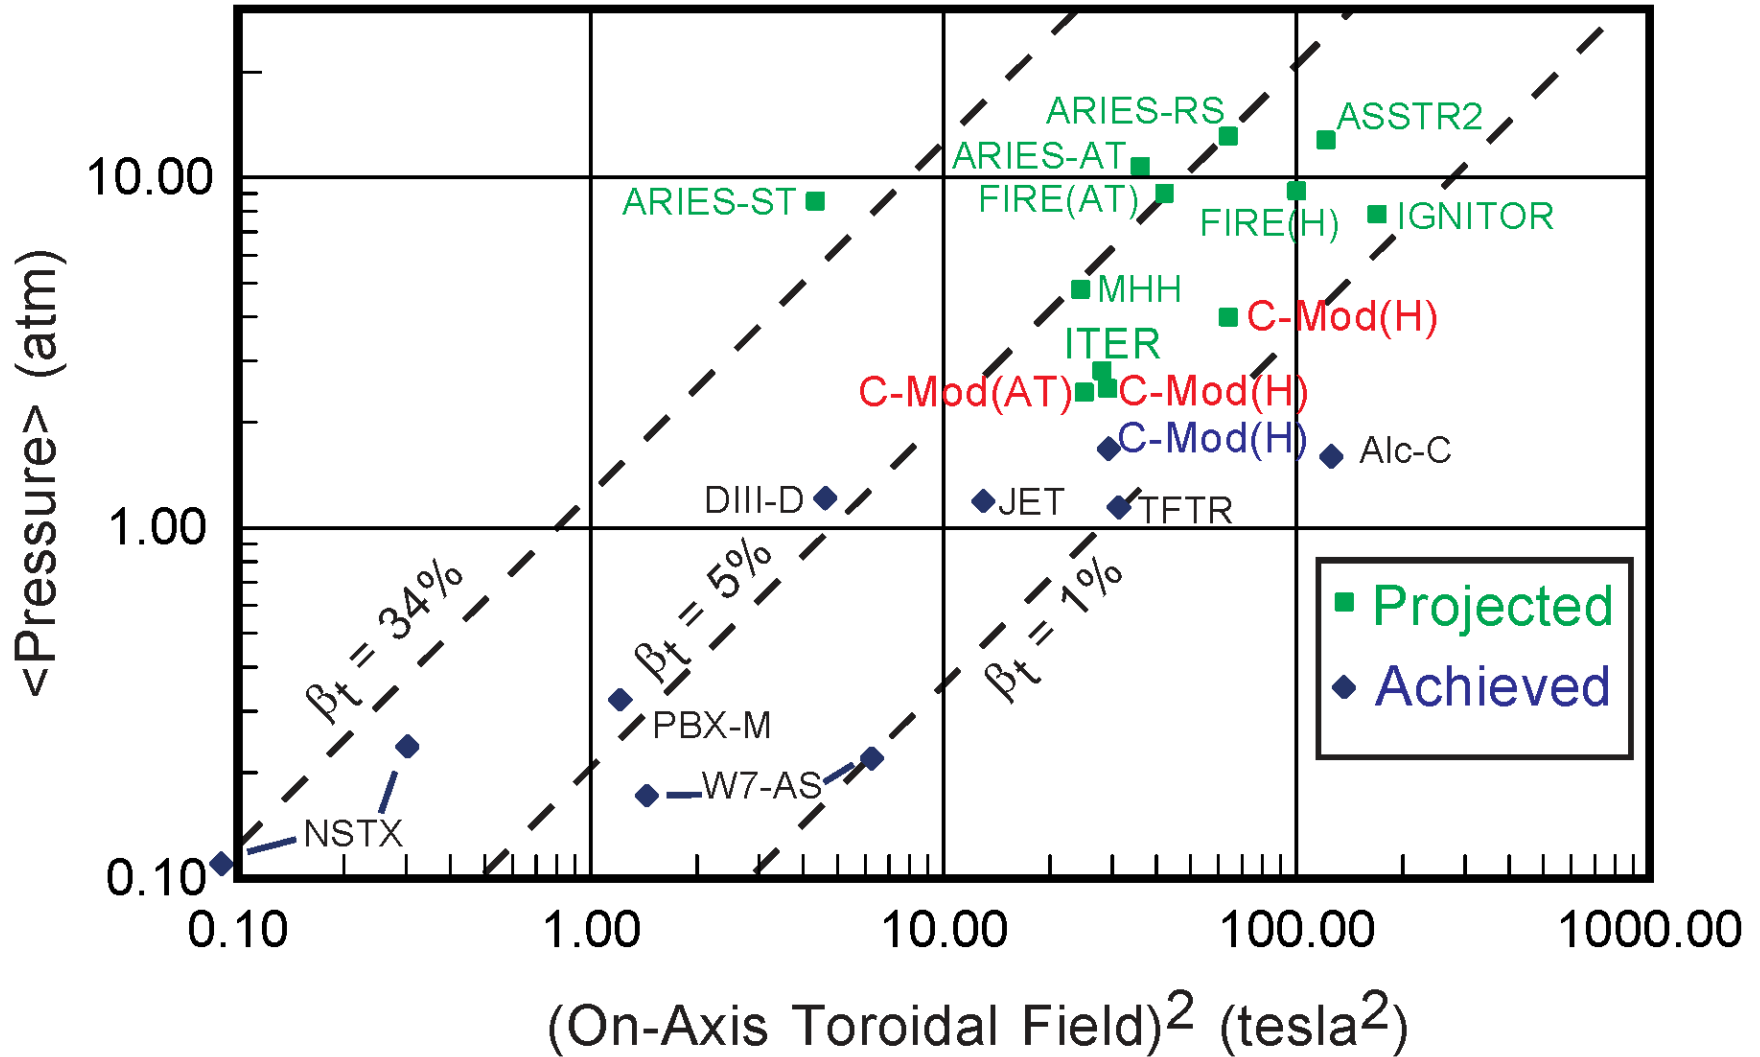 <Pressure> (atm)
10.00
1.00
0.10
ARIES-RS
ASSTR2
ARIES-AT
ARIES-ST
FIRE(AT)
FIRE(H)
IGNITOR
MHH
C-Mod(H)
ITER
C-Mod(AT)
C-Mod(H)
C-Mod(H)
Alc-C
DIII-D
JET
TFTR
βt = 34%
βt = 5%
βt = 1%
PBX-M
W7-AS
NSTX
Projected
Achieved
0.10
1.00
10.00
100.00
1000.00
(On-Axis Toroidal Field)² (tesla²)